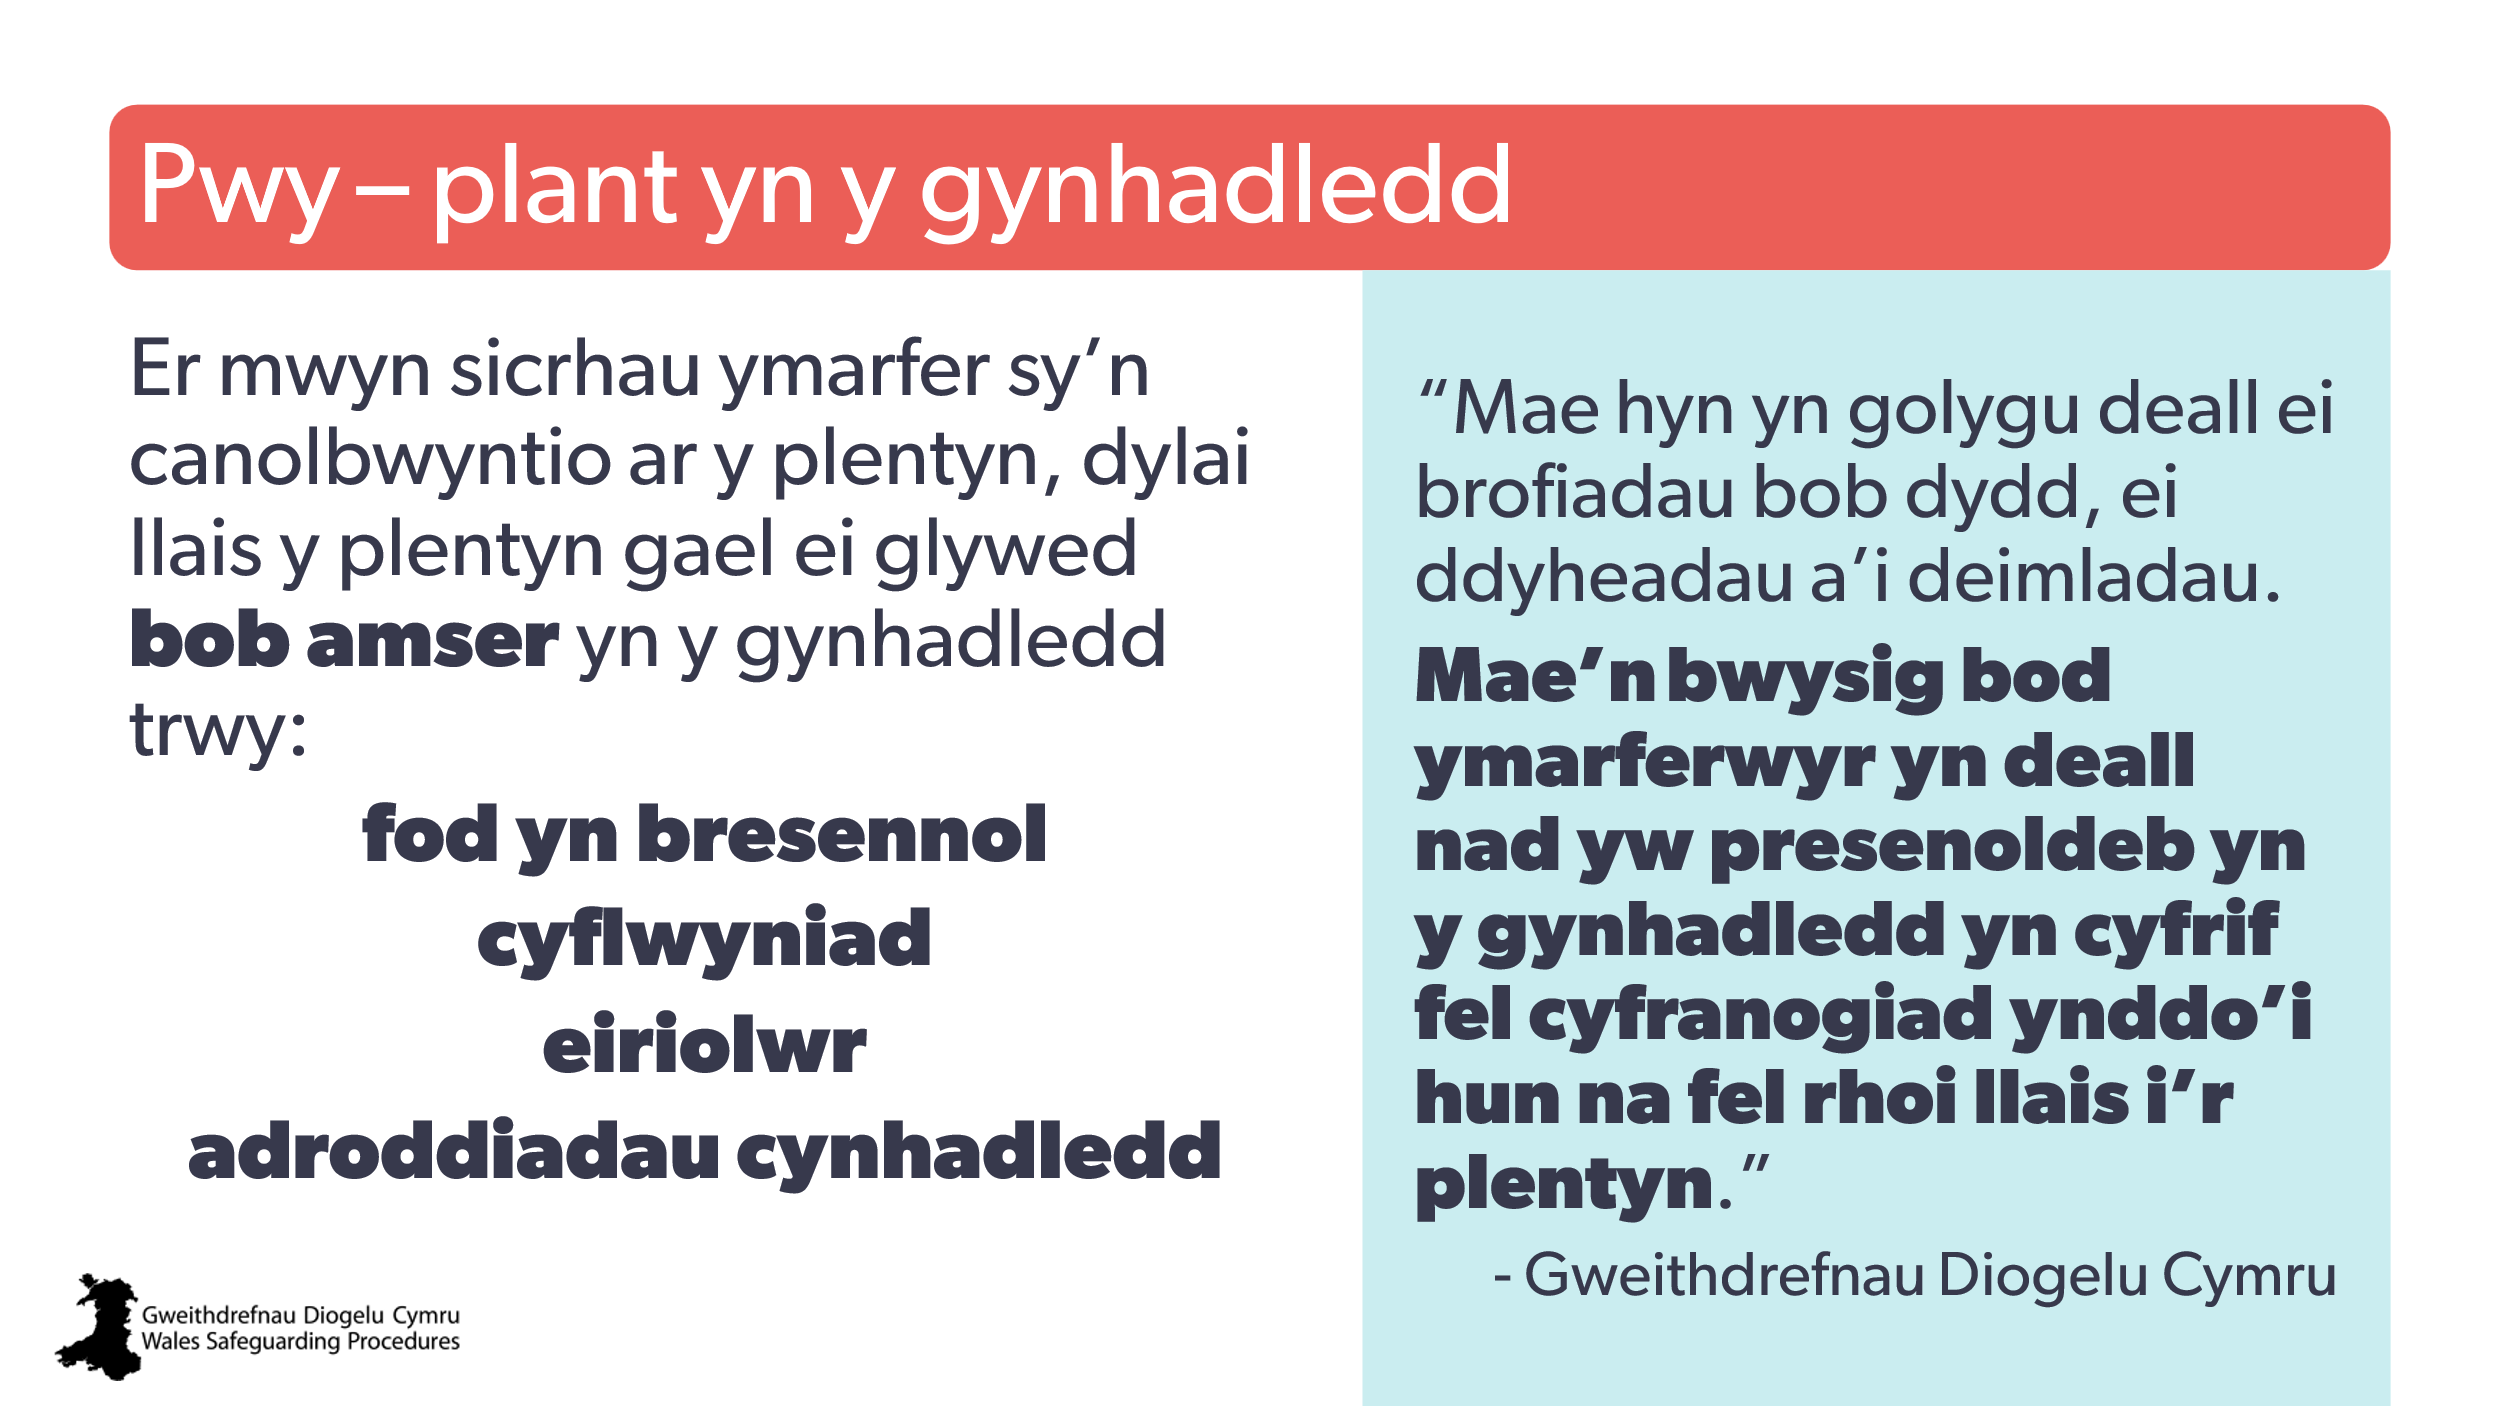 Pwy – plant yn y gynhadledd
Er mwyn sicrhau ymarfer sy’n
canolbwyntio ar y plentyn, dylai
llais y plentyn gael ei glywed
bob amser yn y gynhadledd
trwy:
fod yn bresennol
cyflwyniad
eiriolwr
adroddiadau cynhadledd
“Mae hyn yn golygu deall ei
brofiadau bob dydd, ei
ddyheadau a’i deimladau.
Mae’n bwysig bod
ymarferwyr yn deall
nad yw presenoldeb yn
y gynhadledd yn cyfrif
fel cyfranogiad ynddo’i
hun na fel rhoi llais i’r
plentyn.”
- Gweithdrefnau Diogelu Cymru
Gweithdrefnau Diogelu Cymru
Wales Safeguarding Procedures